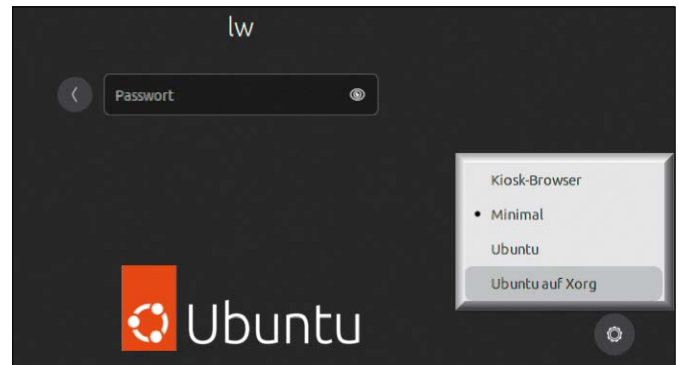 lw
Passwort
Kiosk-Browser
Minimal
Ubuntu
Ubuntu auf Xorg
Ubuntu